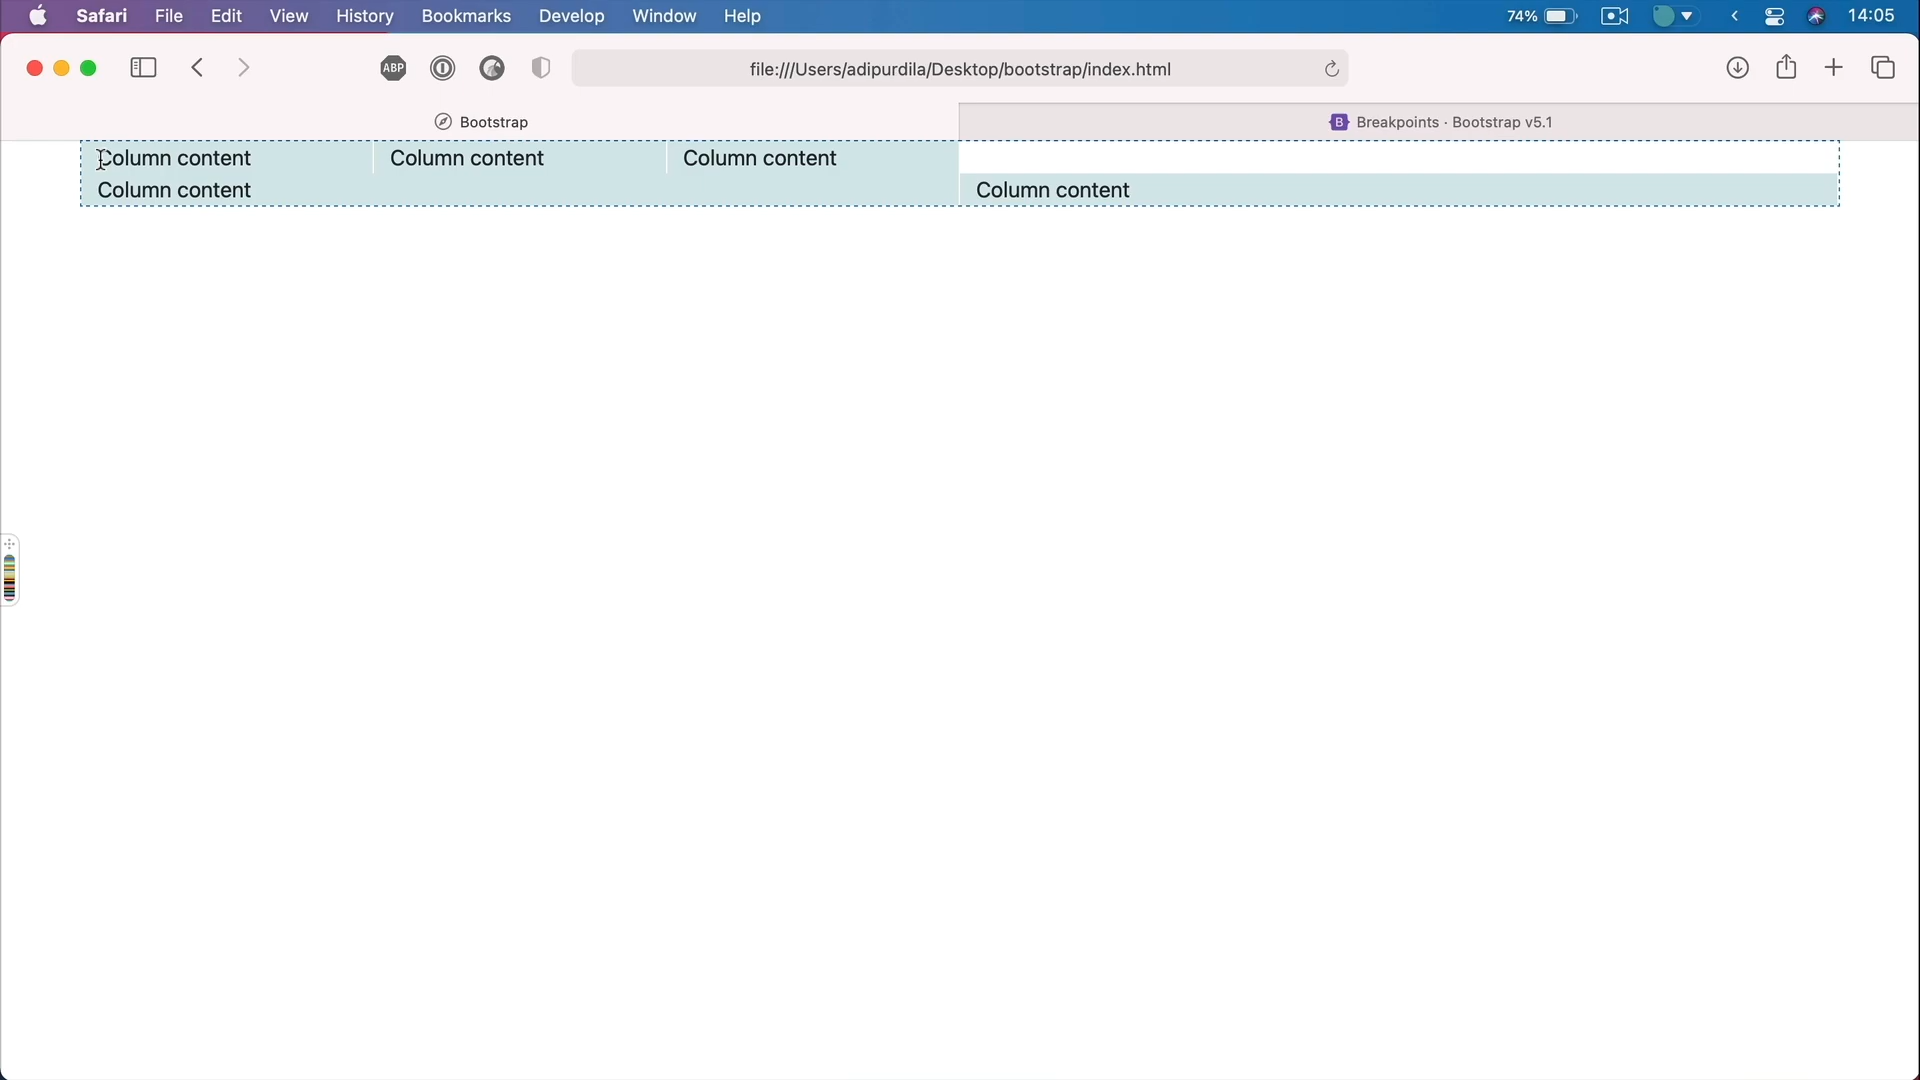 Safari File Edit View History Bookmarks Develop Window Help 74% 14:05
ABP file:///Users/adipurdila/Desktop/bootstrap/index.html
Bootstrap B Breakpoints · Bootstrap v5.1
Column content Column content Column content
Column content Column content